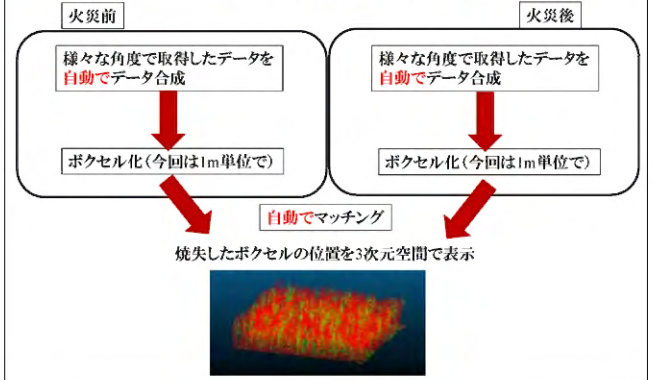 火災前
火災後
様々な角度で取得したデータを
自動でデータ合成
様々な角度で取得したデータを
自動でデータ合成
ボクセル化(今回は1m単位で)
ボクセル化(今回は1m単位で)
自動でマッチング
焼失したボクセルの位置を3次元空間で表示